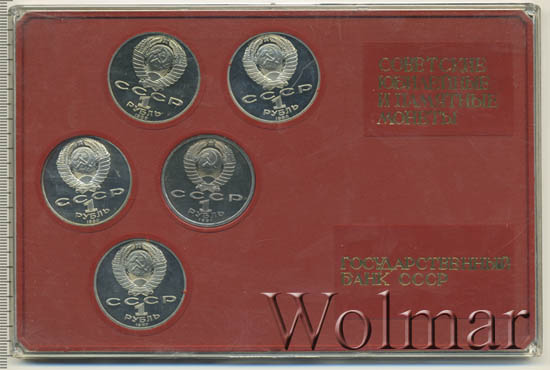 СССР
1
РУБЛЬ
СССР
1
РУБЛЬ
СОВЕТСКИЕ
ЮБИЛЕЙНЫЕ
И ПАМЯТНЫЕ
МОНЕТЫ
СССР
1
РУБЛЬ
СССР
1
РУБЛЬ
СССР
1
РУБЛЬ
ГОСУДАРСТВЕННЫЙ
БАНК СССР
Wolmar